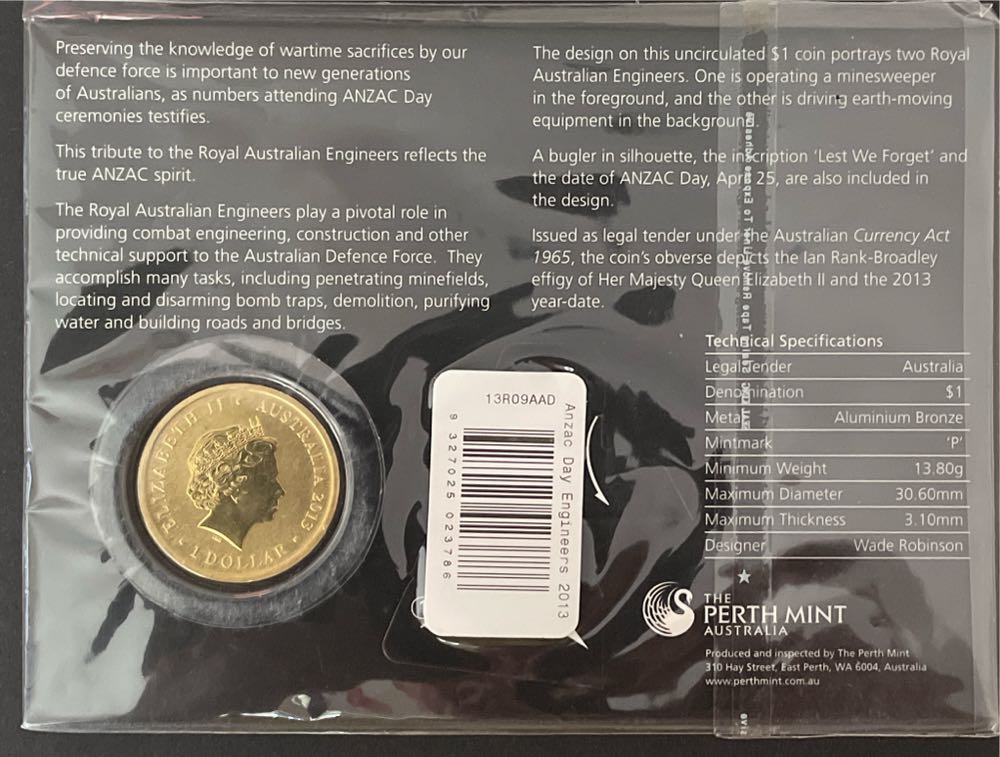 Preserving the knowledge of wartime sacrifices by our
defence force is important to new generations
of Australians, as numbers attending ANZAC Day
ceremonies testifies.
This tribute to the Royal Australian Engineers reflects the
true ANZAC spirit.
The Royal Australian Engineers play a pivotal role in
providing combat engineering, construction and other
technical support to the Australian Defence Force. They
accomplish many tasks, including penetrating minefields,
locating and disarming bomb traps, demolition, purifying
water and building roads and bridges.
The design on this uncirculated $1 coin portrays two Royal
Australian Engineers. One is operating a minesweeper
in the foreground, and the other is driving earth-moving
equipment in the background.
A bugler in silhouette, the inscription ‘Lest We Forget’ and
the date of ANZAC Day, April 25, are also included in
the design.
Issued as legal tender under the Australian Currency Act
1965, the coin’s obverse depicts the Ian Rank-Broadley
effigy of Her Majesty Queen Elizabeth II and the 2013
year-date.
Technical Specifications
Legal Tender Australia
Denomination $1
Metal Aluminium Bronze
Mintmark ‘P’
Minimum Weight 13.80g
Maximum Diameter 30.60mm
Maximum Thickness 3.10mm
Designer Wade Robinson
ELIZABETH II • AUSTRALIA 2013 •
1 DOLLAR •
13R09AAD
Anzac Day Engineers 2013
9 327025 023786
THE
PERTH MINT
AUSTRALIA
Produced and inspected by The Perth Mint
310 Hay Street, East Perth, WA 6004, Australia
www.perthmint.com.au